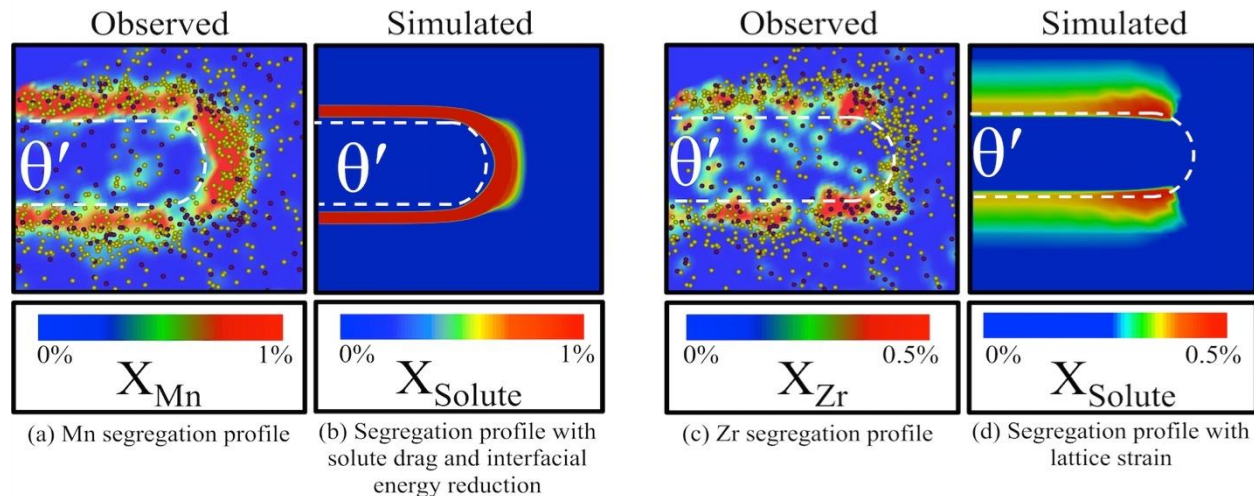 Observed
Simulated
Observed
Simulated
θ′
θ′
θ′
θ′
0%
1%
0%
1%
0%
0.5%
0%
0.5%
X_Mn
X_Solute
X_Zr
X_Solute
(a) Mn segregation profile
(b) Segregation profile with
solute drag and interfacial
energy reduction
(c) Zr segregation profile
(d) Segregation profile with
lattice strain